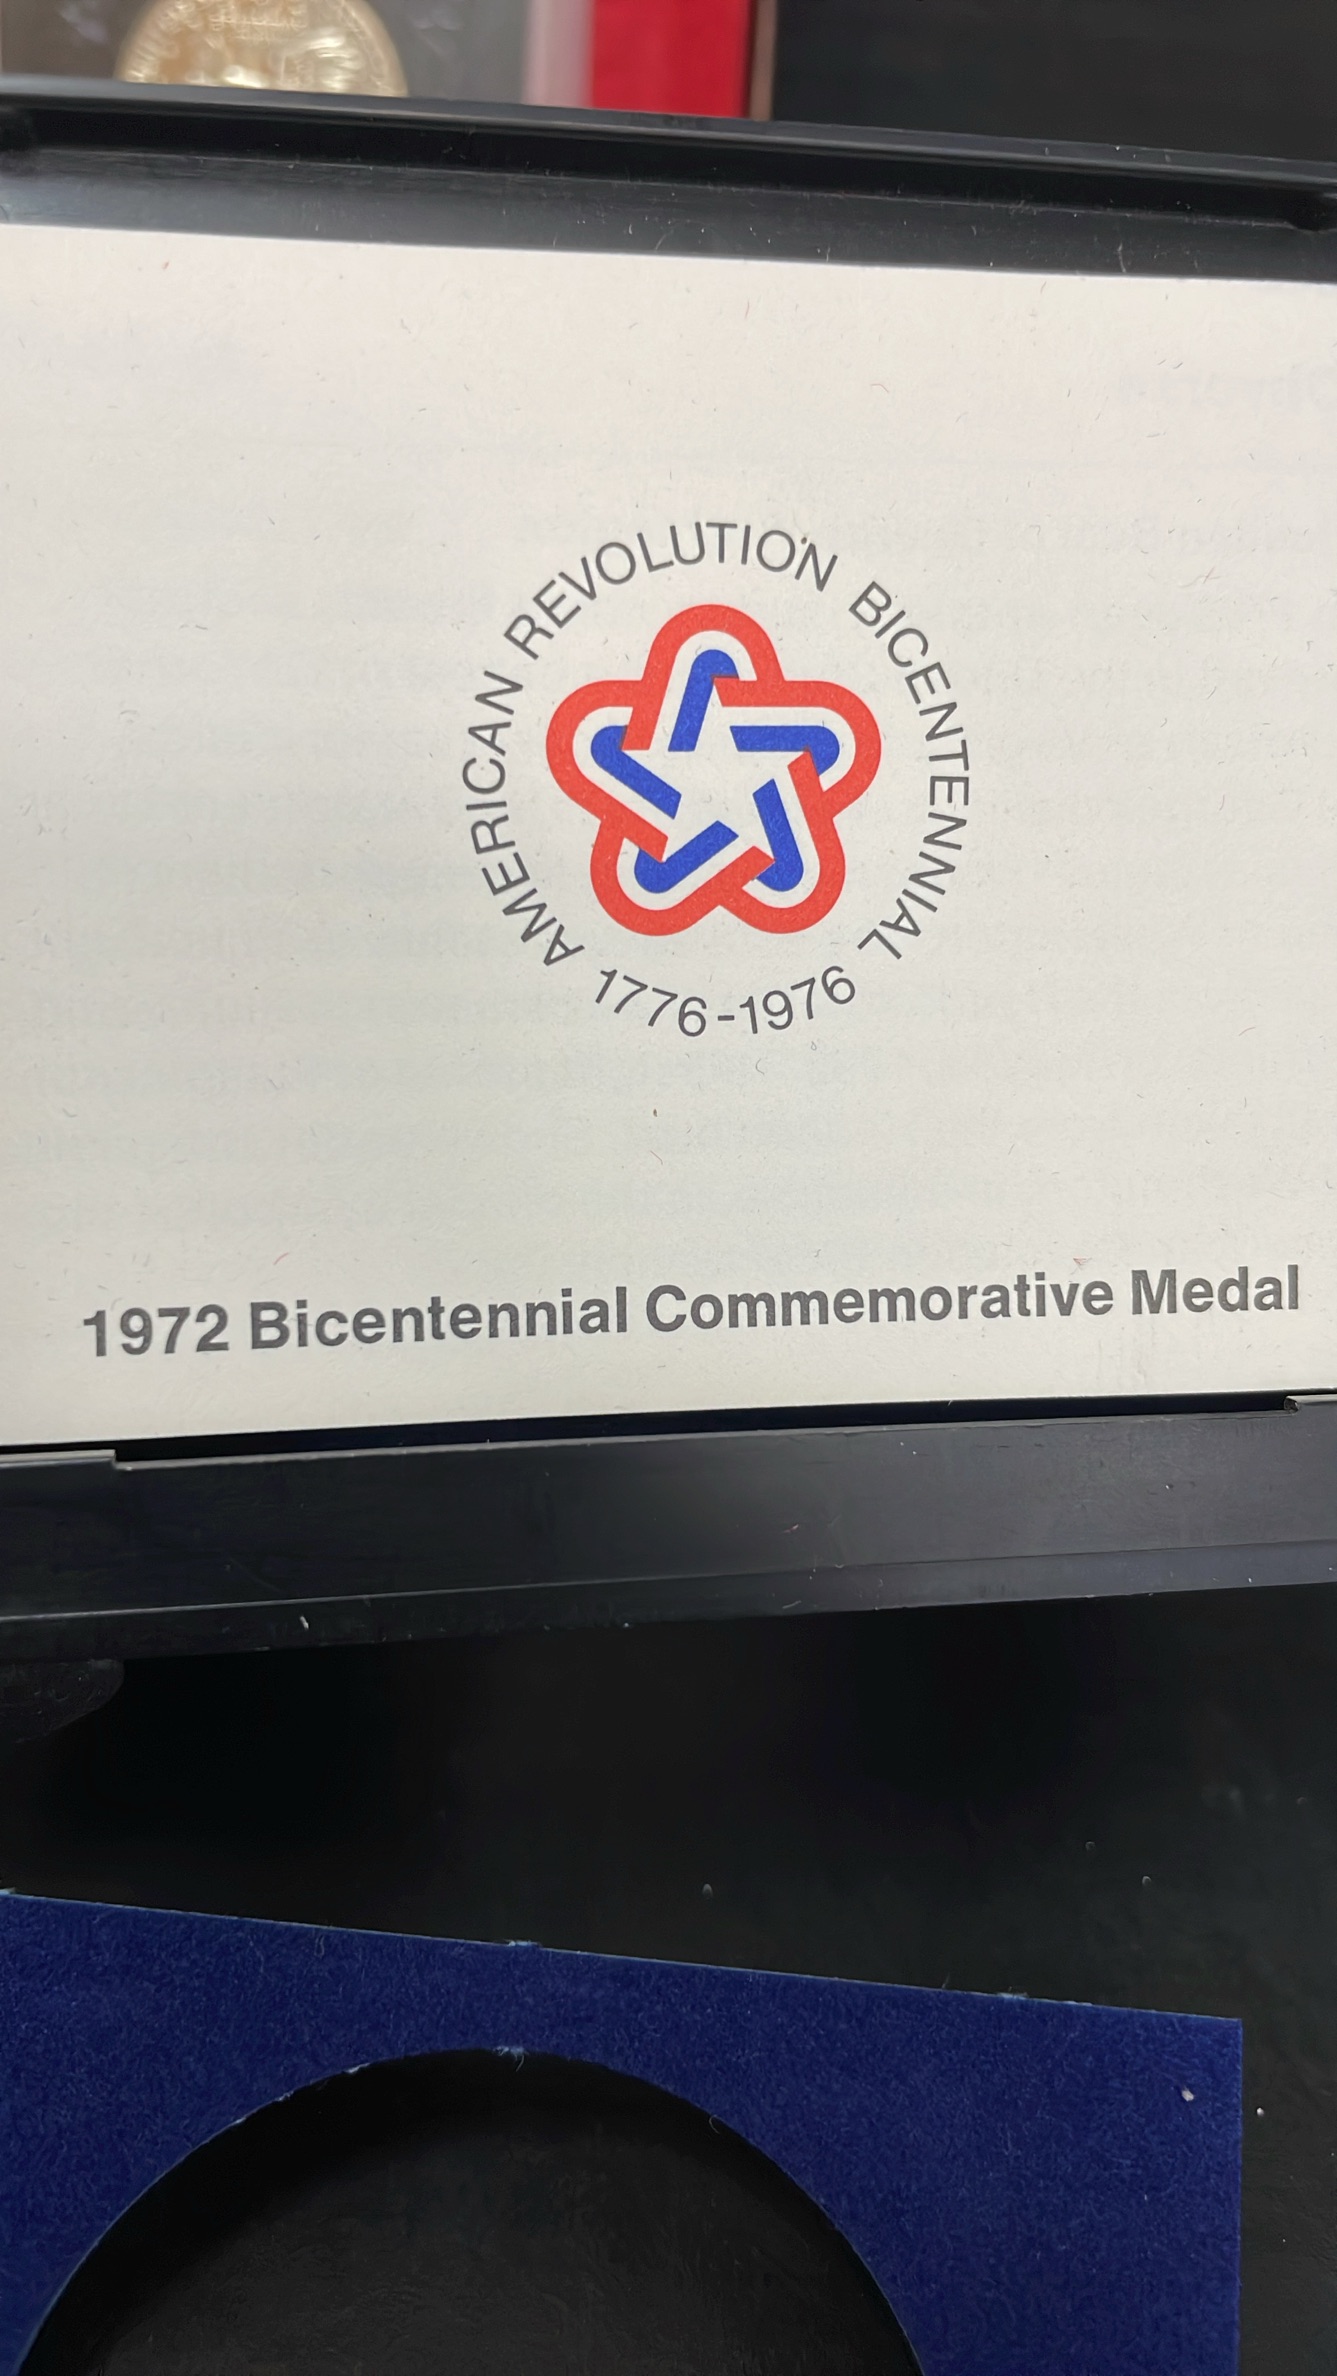 AMERICAN REVOLUTION BICENTENNIAL
1776-1976
1972 Bicentennial Commemorative Medal